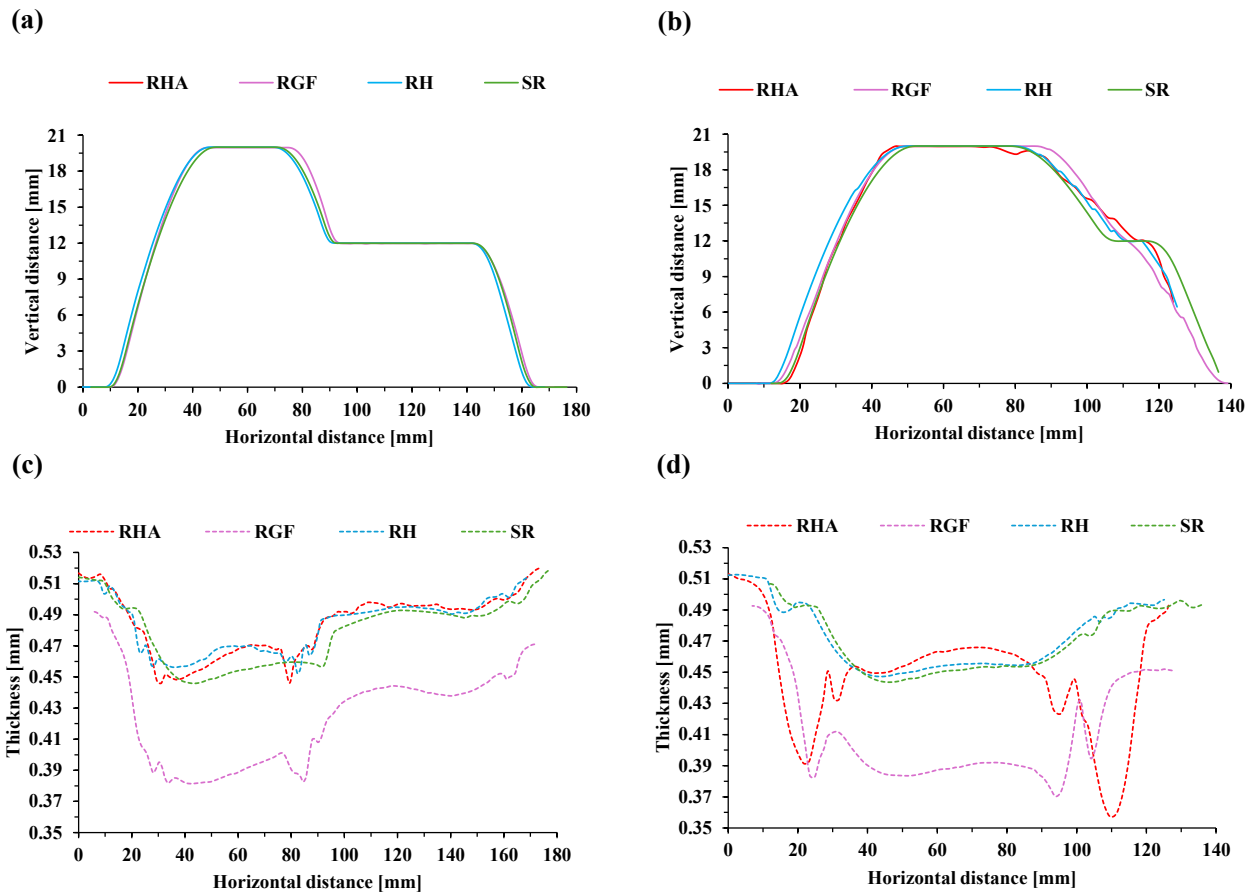 (a)
RHA RGF RH SR
Vertical distance [mm]
21
18
15
12
9
6
3
0
0 20 40 60 80 100 120 140 160 180
Horizontal distance [mm]
(b)
RHA RGF RH SR
Vertical distance [mm]
21
18
15
12
9
6
3
0
0 20 40 60 80 100 120 140
Horizontal distance [mm]
(c)
RHA RGF RH SR
Thickness [mm]
0.53
0.51
0.49
0.47
0.45
0.43
0.41
0.39
0.37
0.35
0 20 40 60 80 100 120 140 160 180
Horizontal distance [mm]
(d)
RHA RGF RH SR
Thickness [mm]
0.53
0.51
0.49
0.47
0.45
0.43
0.41
0.39
0.37
0.35
0 20 40 60 80 100 120 140
Horizontal distance [mm]